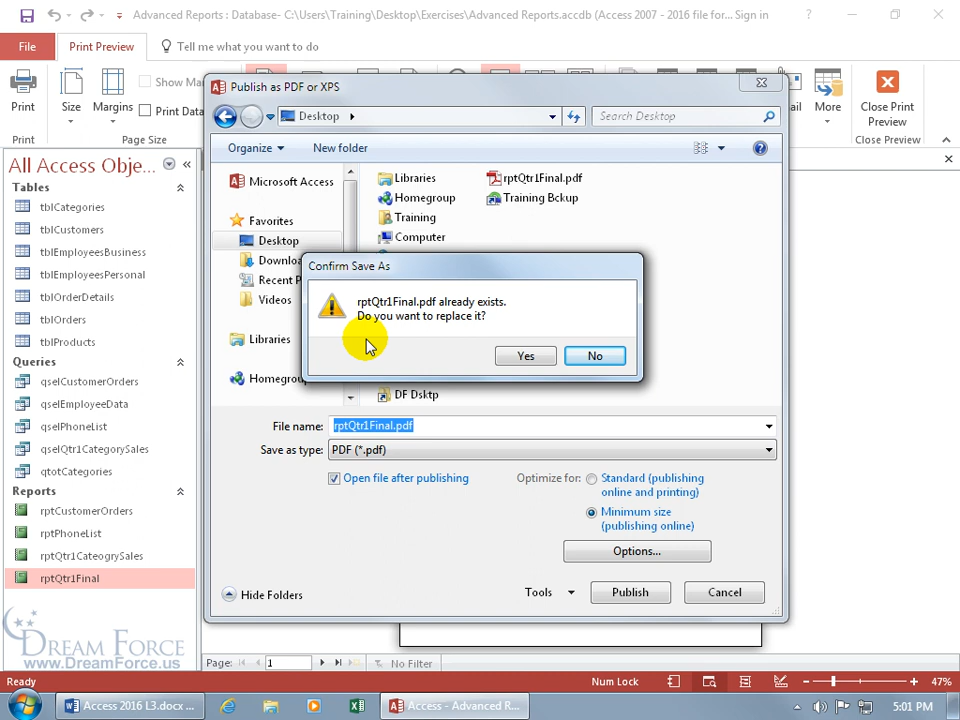 Advanced Reports : Database- C:\Users\Training\Desktop\Exercises\Advanced Reports.accdb (Access 2007 - 2016 file for... Sign in
?
File
Print Preview
Tell me what you want to do
Print
Size
Margins
Show Ma
Print Data
More
Close Print
Preview
Print
Page Size
ail
Close Preview
Publish as PDF or XPS
Desktop
Search Desktop
Organize
New folder
Microsoft Access
Favorites
Desktop
Downlo
Recent P
Videos
Libraries
Homegrou
Libraries
Homegroup
Training
Computer
DF Dsktp
rptQtr1Final.pdf
Training Bckup
Confirm Save As
rptQtr1Final.pdf already exists.
Do you want to replace it?
Yes
No
File name:
rptQtr1Final.pdf
Save as type:
PDF (*.pdf)
Open file after publishing
Optimize for:
Standard (publishing
online and printing)
Minimum size
(publishing online)
Options...
Hide Folders
Tools
Publish
Cancel
All Access Obje...
Tables
tblCategories
tblCustomers
tblEmployeesBusiness
tblEmployeesPersonal
tblOrderDetails
tblOrders
tblProducts
Queries
qselCustomerOrders
qselEmployeeData
qselPhoneList
qselQtr1CategorySales
qtotCategories
Reports
rptCustomerOrders
rptPhoneList
rptQtr1CateogrySales
rptQtr1Final
DREAM FORCE
www.DreamForce.us
Page:
1
No Filter
Ready
Num Lock
47%
Access 2016 L3.docx ...
Access - Advanced R...
5:01 PM